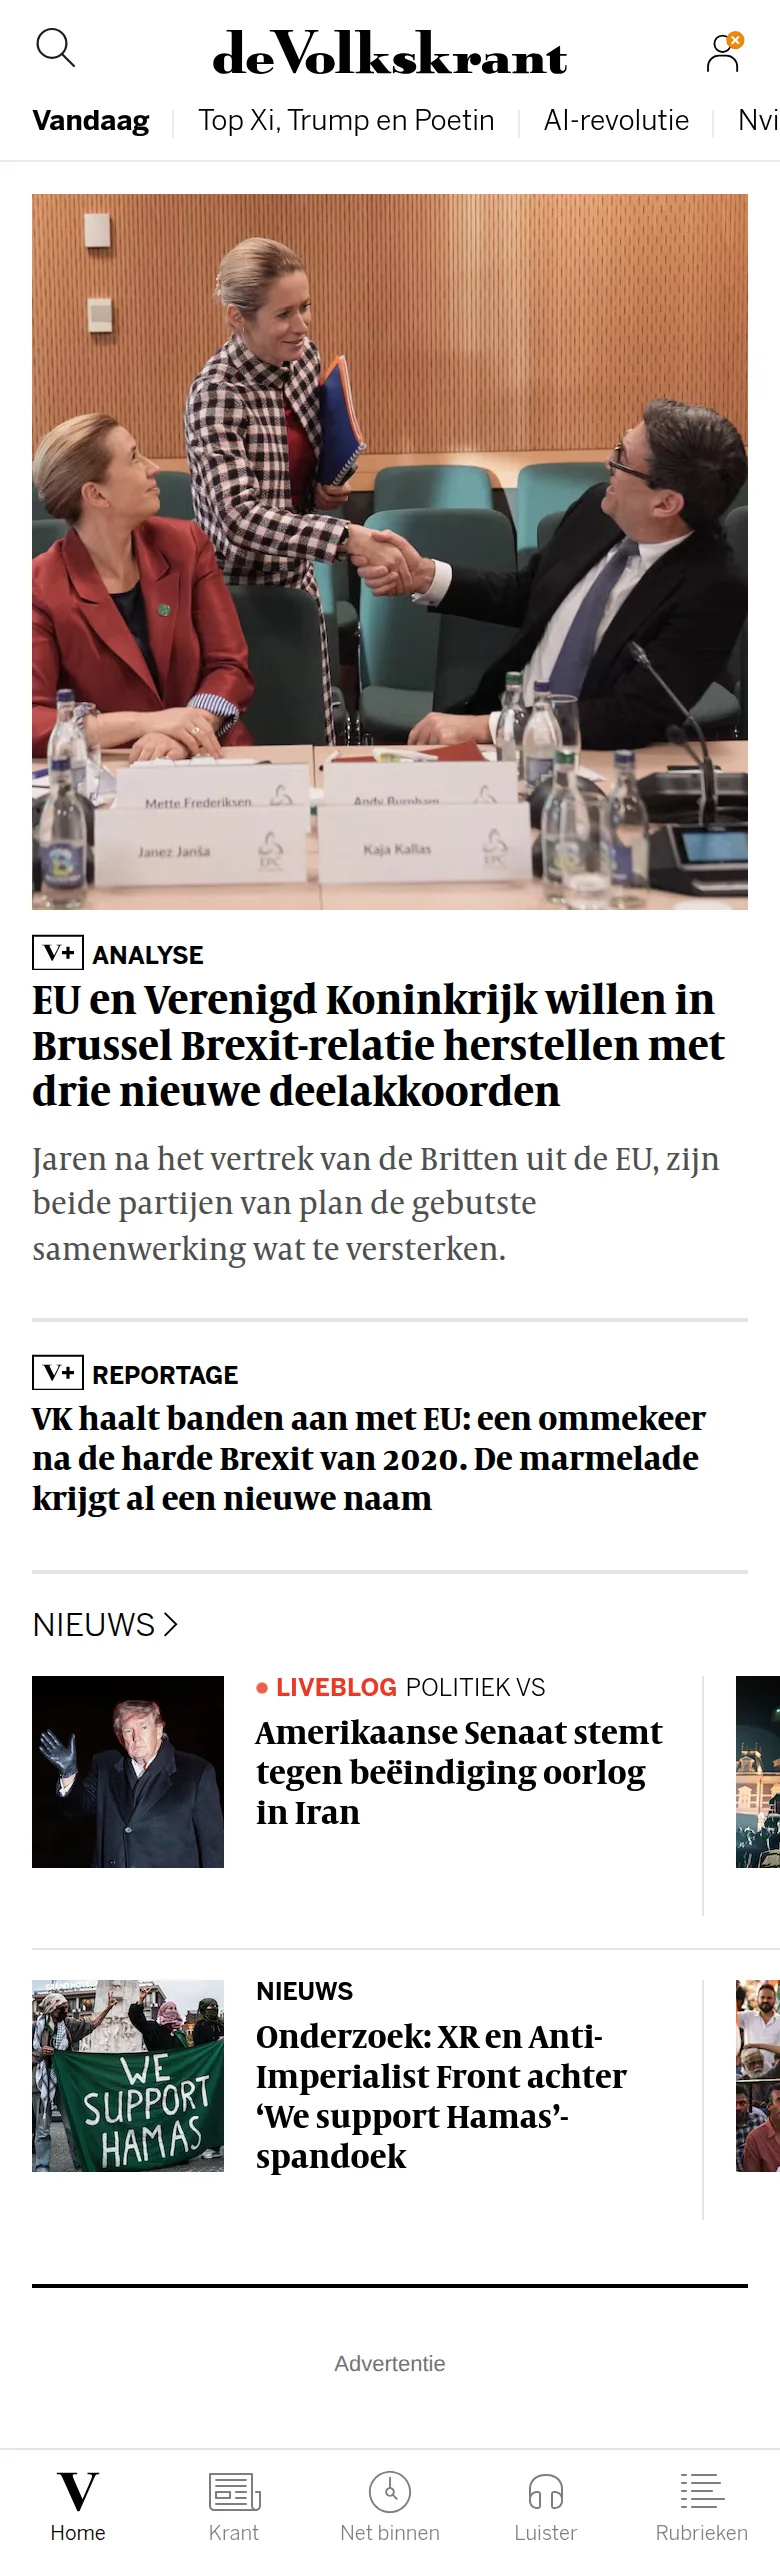 deVolkskrant
Vandaag
Top Xi, Trump en Poetin
AI-revolutie
Nvi
Mette Frederiksen
Andy Burnham
Janez Janša
EPC
Kaja Kallas
EPC
V+ ANALYSE
EU en Verenigd Koninkrijk willen in
Brussel Brexit-relatie herstellen met
drie nieuwe deelakkoorden
Jaren na het vertrek van de Britten uit de EU, zijn
beide partijen van plan de gebutste
samenwerking wat te versterken.
V+ REPORTAGE
VK haalt banden aan met EU: een ommekeer
na de harde Brexit van 2020. De marmelade
krijgt al een nieuwe naam
NIEUWS
LIVEBLOG POLITIEK VS
Amerikaanse Senaat stemt
tegen beëindiging oorlog
in Iran
WE
SUPPORT
HAMAS
NIEUWS
Onderzoek: XR en Anti-
Imperialist Front achter
‘We support Hamas’-
spandoek
Advertentie
V
Home
Krant
Net binnen
Luister
Rubrieken